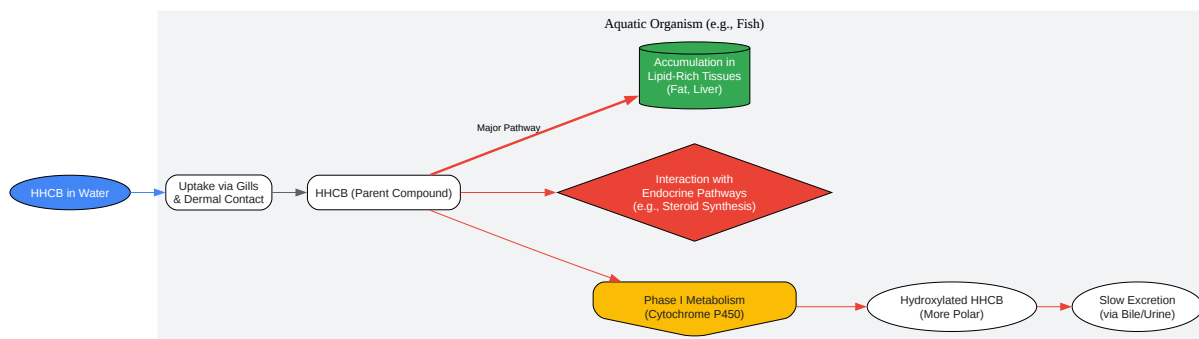 Aquatic Organism (e.g., Fish)
Accumulation in
Lipid-Rich Tissues
(Fat, Liver)
Major Pathway
HHCB in Water
Uptake via Gills
& Dermal Contact
HHCB (Parent Compound)
Interaction with
Endocrine Pathways
(e.g., Steroid Synthesis)
Phase I Metabolism
(Cytochrome P450)
Hydroxylated HHCB
(More Polar)
Slow Excretion
(via Bile/Urine)